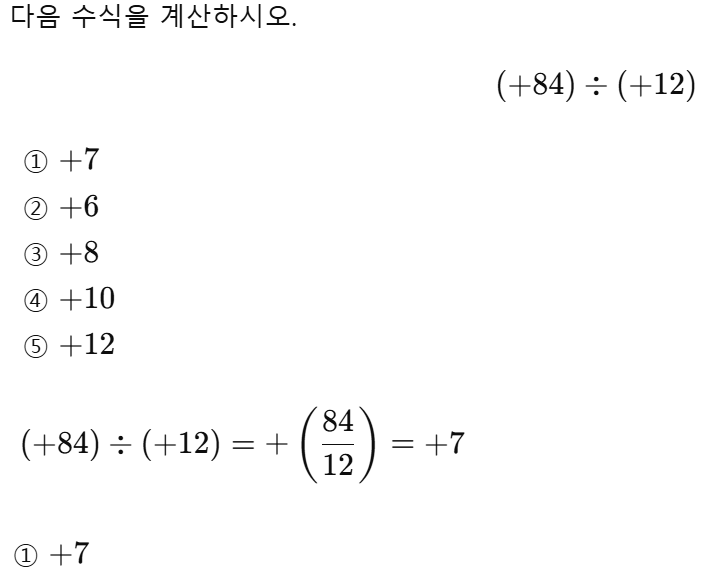 다음 수식을 계산하시오.
(+84) ÷ (+12)
① +7
② +6
③ +8
④ +10
⑤ +12
(+84) ÷ (+12) = + (84/12) = +7
① +7